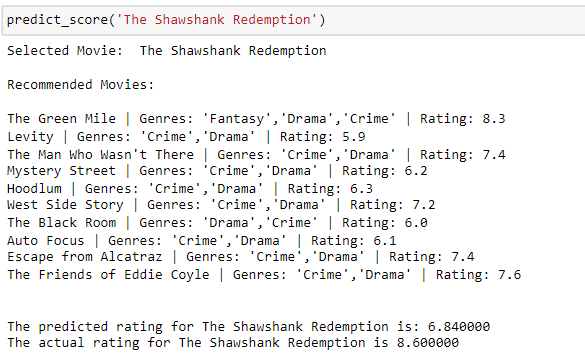 predict_score('The Shawshank Redemption')
Selected Movie:  The Shawshank Redemption
Recommended Movies:
The Green Mile | Genres: 'Fantasy','Drama','Crime' | Rating: 8.3
Levity | Genres: 'Crime','Drama' | Rating: 5.9
The Man Who Wasn't There | Genres: 'Crime','Drama' | Rating: 7.4
Mystery Street | Genres: 'Crime','Drama' | Rating: 6.2
Hoodlum | Genres: 'Crime','Drama' | Rating: 6.3
West Side Story | Genres: 'Crime','Drama' | Rating: 7.2
The Black Room | Genres: 'Drama','Crime' | Rating: 6.0
Auto Focus | Genres: 'Crime','Drama' | Rating: 6.1
Escape from Alcatraz | Genres: 'Crime','Drama' | Rating: 7.4
The Friends of Eddie Coyle | Genres: 'Crime','Drama' | Rating: 7.6
The predicted rating for The Shawshank Redemption is: 6.840000
The actual rating for The Shawshank Redemption is 8.600000